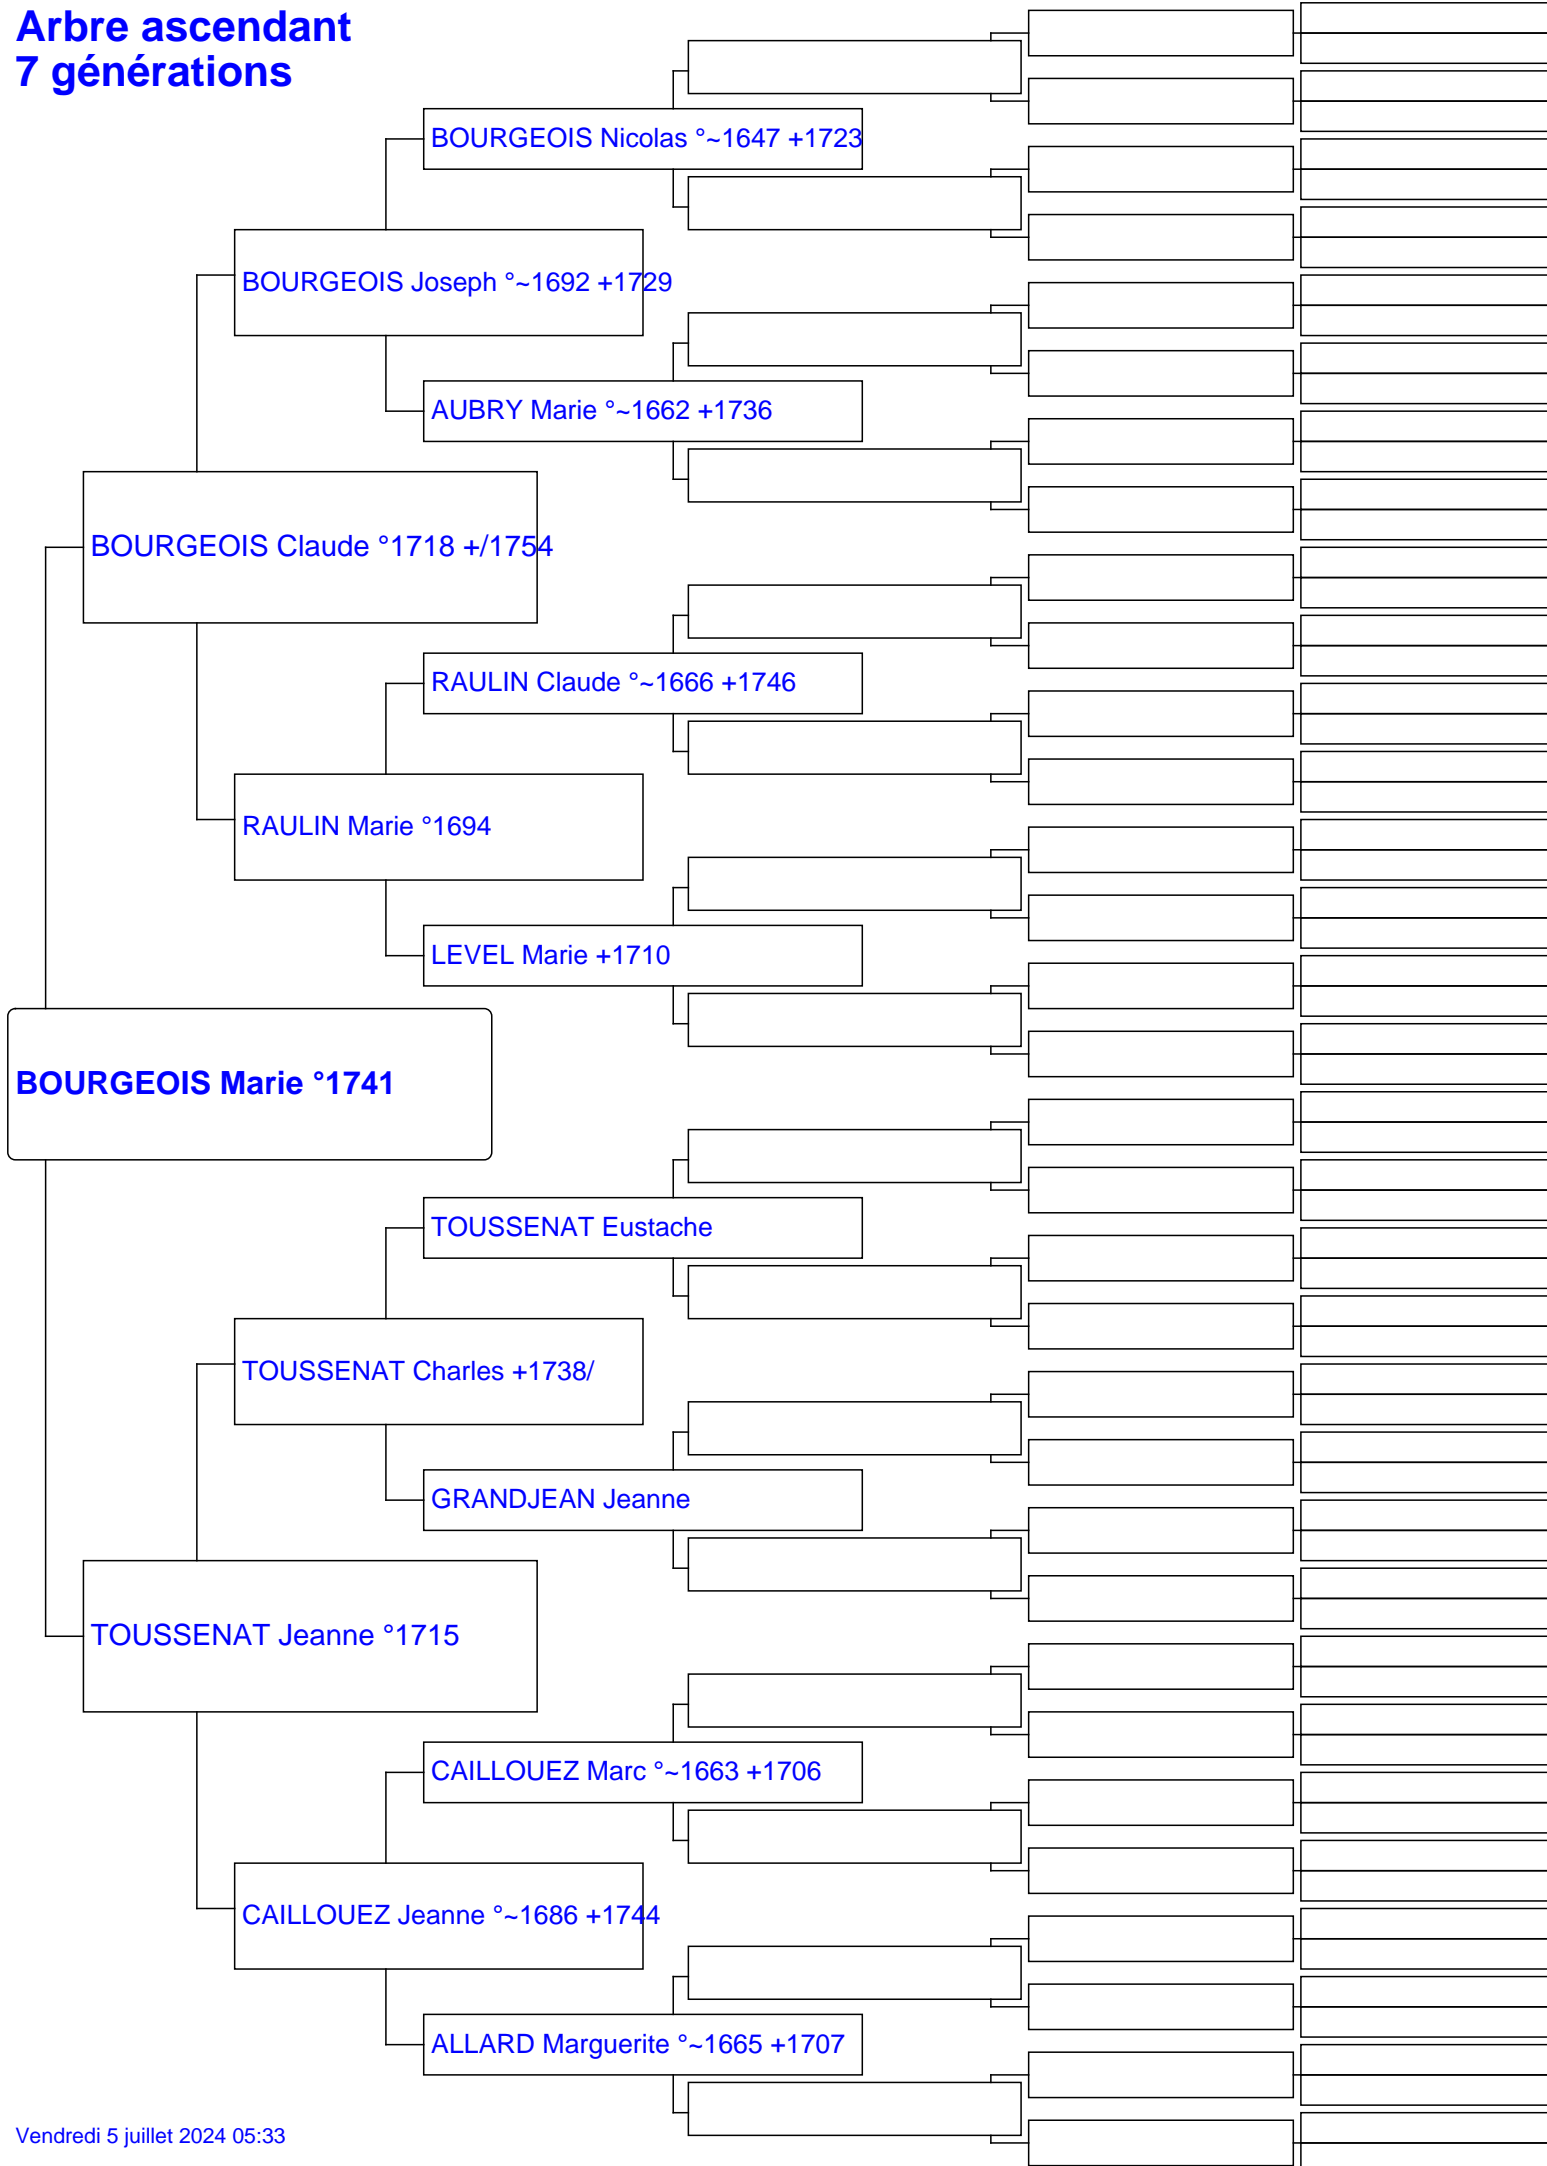 Arbre ascendant
7 générations
BOURGEOIS Nicolas °~1647 +1723
BOURGEOIS Joseph °~1692 +1729
AUBRY Marie °~1662 +1736
BOURGEOIS Claude °1718 +/1754
RAULIN Claude °~1666 +1746
RAULIN Marie °1694
LEVEL Marie +1710
BOURGEOIS Marie °1741
TOUSSENAT Eustache
TOUSSENAT Charles +1738/
GRANDJEAN Jeanne
TOUSSENAT Jeanne °1715
CAILLOUEZ Marc °~1663 +1706
CAILLOUEZ Jeanne °~1686 +1744
ALLARD Marguerite °~1665 +1707
Vendredi 5 juillet 2024 05:33